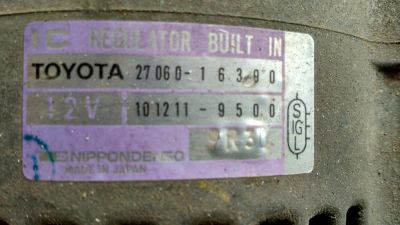 IC REGULATOR BUILT IN
TOYOTA 27060-16390
12V 101211-9500
S IG L
NIPPONDENSO
MADE IN JAPAN